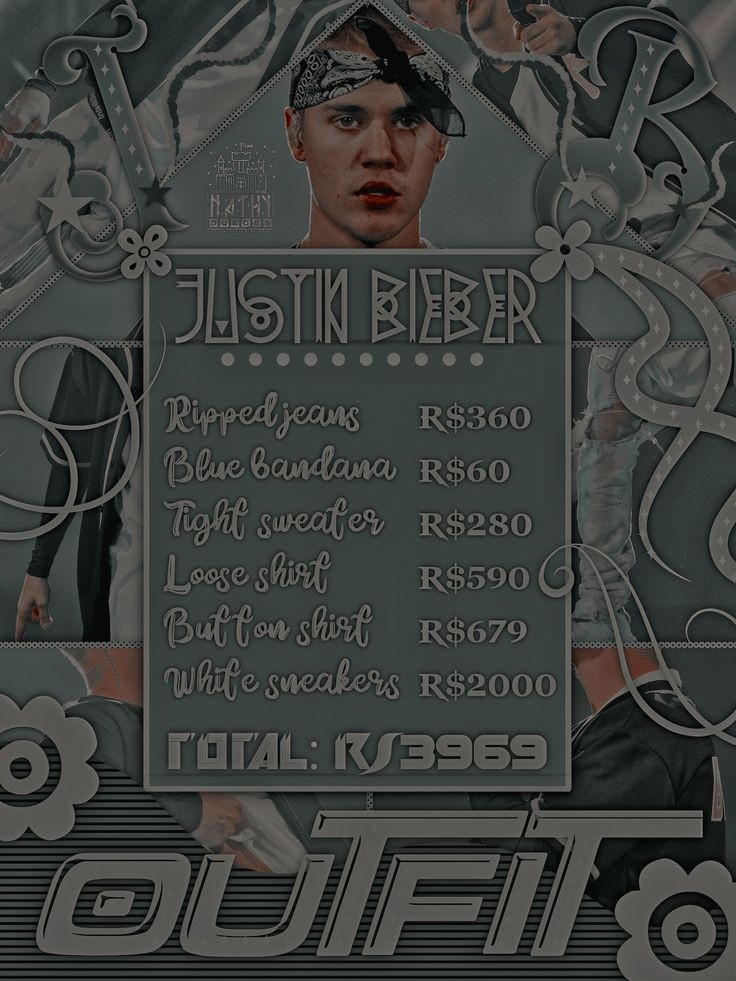 J B
NATHY
JUSTIN BIEBER
Ripped jeans R$360
Blue bandana R$60
Tight sweater R$280
Loose shirt R$590
Button shirt R$679
White sneakers R$2000
TOTAL: R$3969
OUTFIT